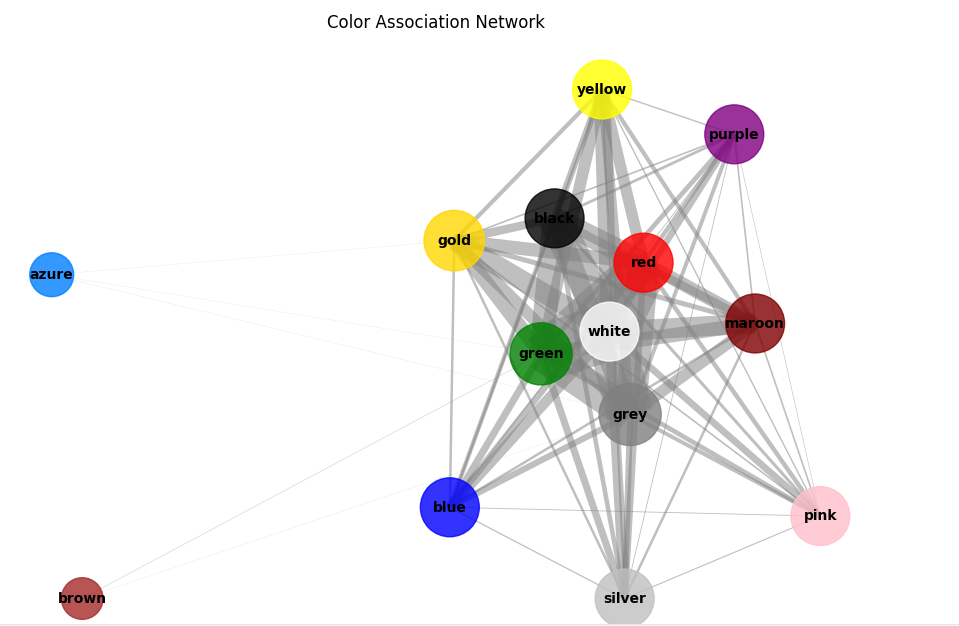 Color Association Network
yellow
purple
black
gold
red
azure
maroon
white
green
grey
blue
pink
brown
silver